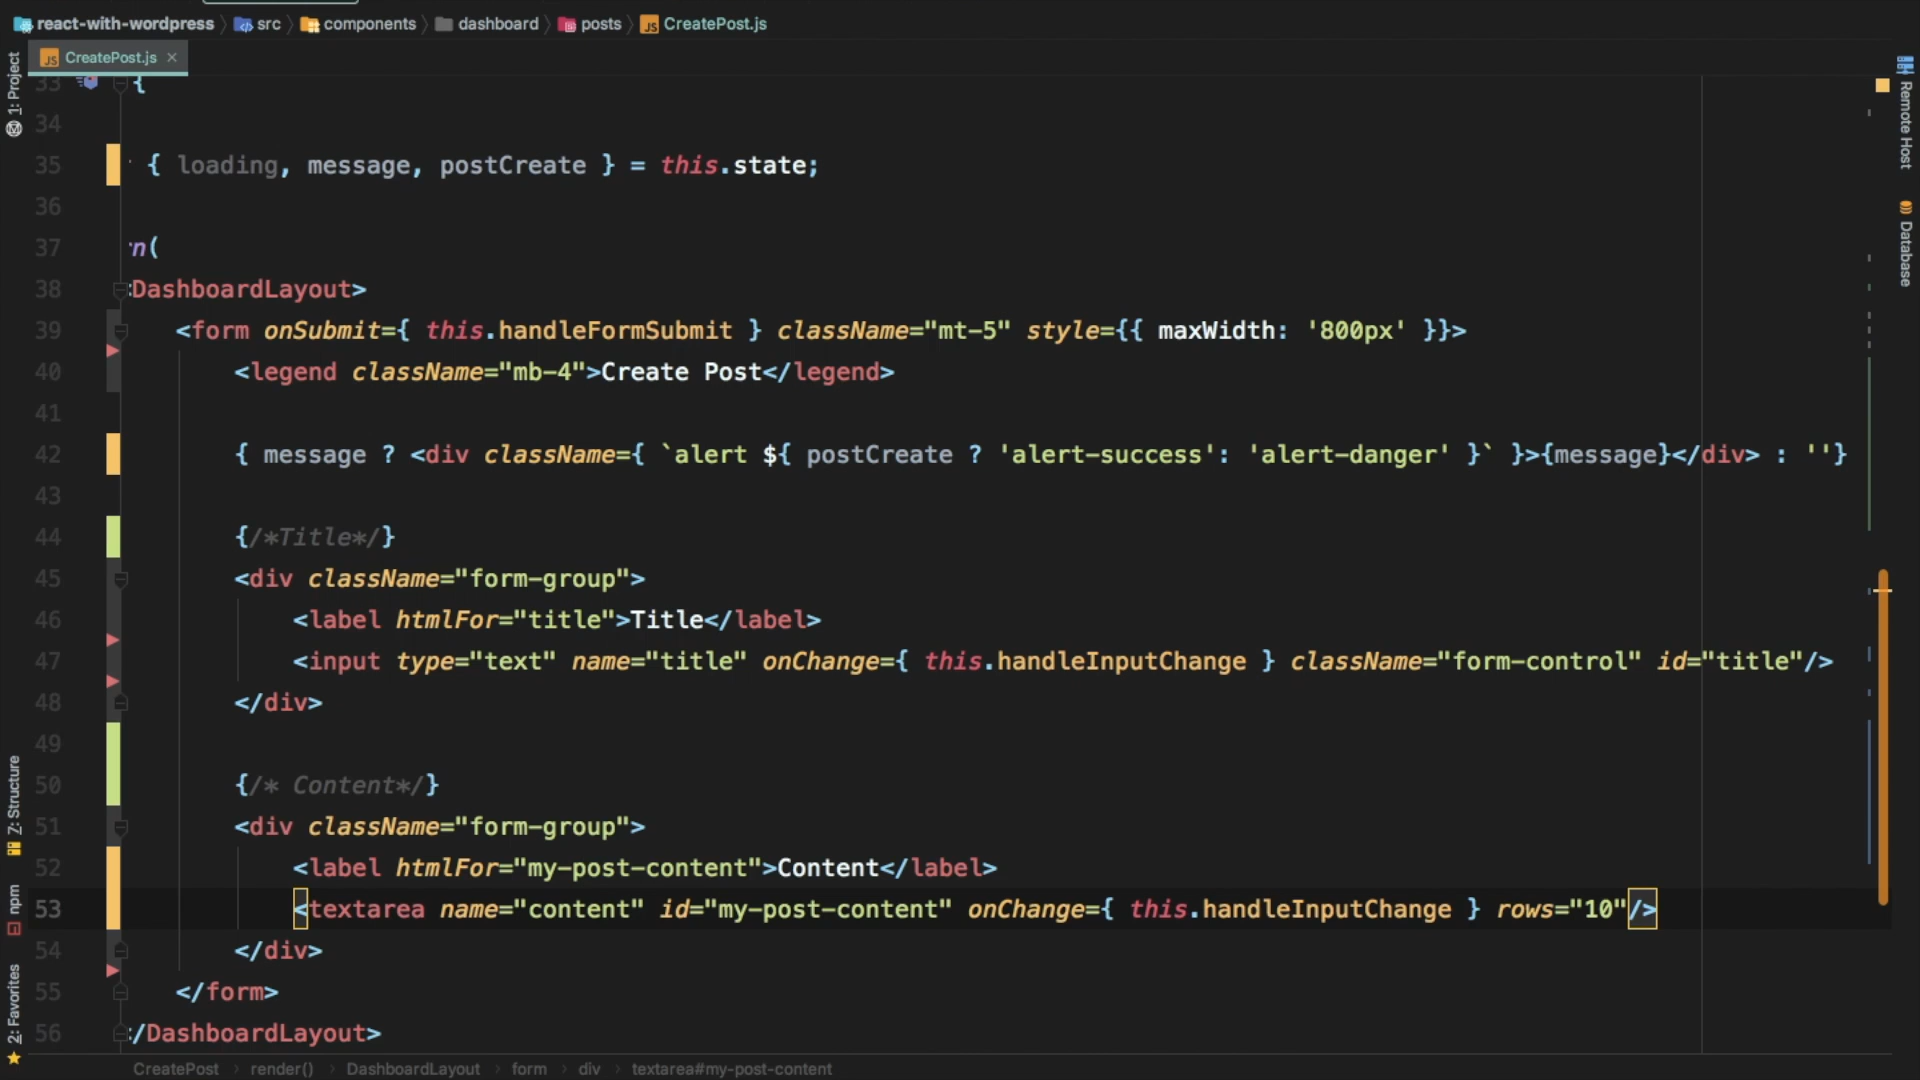 react-with-wordpress src components dashboard posts CreatePost.js
CreatePost.js
1: Project
Z: Structure
npm
2: Favorites
Remote Host
Database
33 {
34
35 { loading, message, postCreate } = this.state;
36
37 rn(
38 DashboardLayout>
39 <form onSubmit={ this.handleFormSubmit } className="mt-5" style={{ maxWidth: '800px' }}>
40 <legend className="mb-4">Create Post</legend>
41
42 { message ? <div className={ `alert ${ postCreate ? 'alert-success': 'alert-danger' }` }>{message}</div> : ''}
43
44 {/*Title*/}
45 <div className="form-group">
46 <label htmlFor="title">Title</label>
47 <input type="text" name="title" onChange={ this.handleInputChange } className="form-control" id="title"/>
48 </div>
49
50 {/* Content*/}
51 <div className="form-group">
52 <label htmlFor="my-post-content">Content</label>
53 <textarea name="content" id="my-post-content" onChange={ this.handleInputChange } rows="10"/>
54 </div>
55 </form>
56 /DashboardLayout>
CreatePost render() DashboardLayout form div textarea#my-post-content